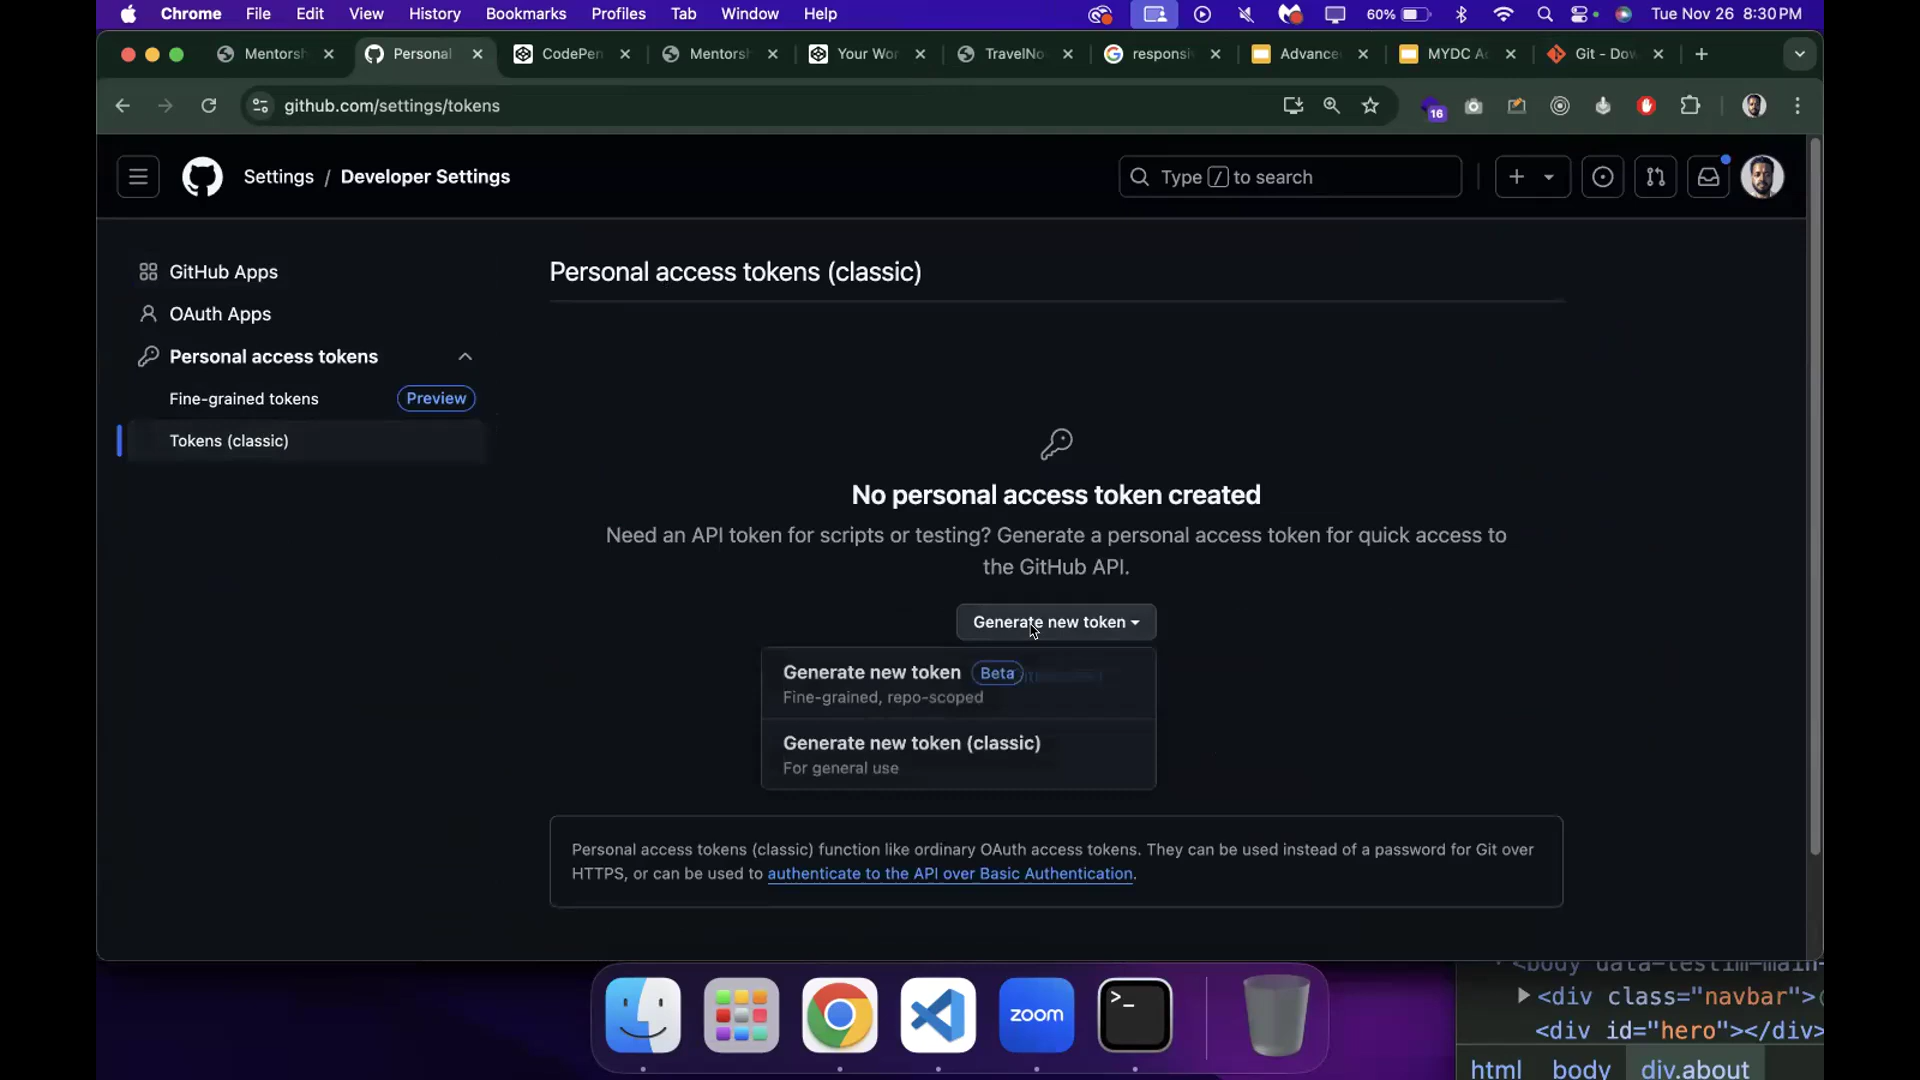 Chrome File Edit View History Bookmarks Profiles Tab Window Help 60% Tue Nov 26 8:30 PM
Mentorsh Personal CodePen Mentorsh Your Wor TravelNo responsiv Advance MYDC A Git - Dow
github.com/settings/tokens 16
Settings / Developer Settings Type / to search
GitHub Apps
OAuth Apps
Personal access tokens
Fine-grained tokens Preview
Tokens (classic)
Personal access tokens (classic)
No personal access token created
Need an API token for scripts or testing? Generate a personal access token for quick access to
the GitHub API.
Generate new token
Generate new token Beta
Fine-grained, repo-scoped
Generate new token (classic)
For general use
Personal access tokens (classic) function like ordinary OAuth access tokens. They can be used instead of a password for Git over
HTTPS, or can be used to authenticate to the API over Basic Authentication.
zoom
>_
<div class="navbar">
<div id="hero"></div>
html body div.about